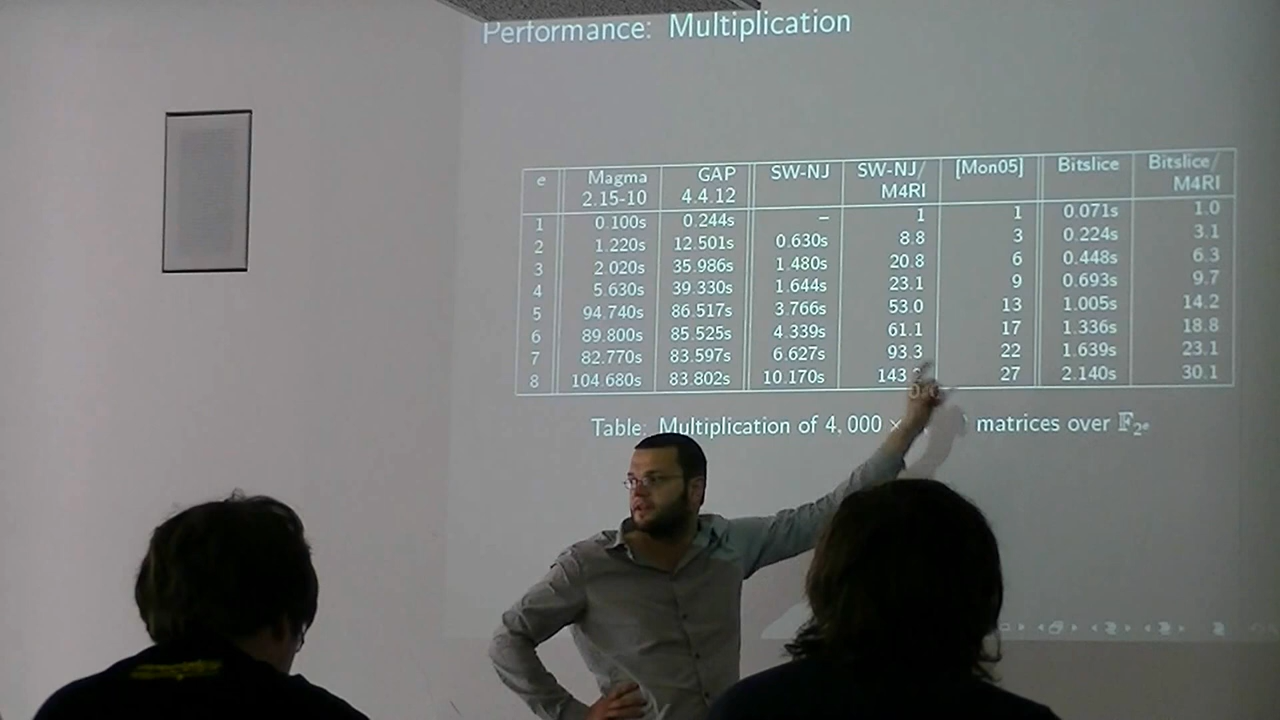 Performance: Multiplication
e Magma 2.15-10 GAP 4.4.12 SW-NJ SW-NJ/ M4RI [Mon05] Bitslice Bitslice/ M4RI
1 0.100s 0.244s – 1 1 0.071s 1.0
2 1.220s 12.501s 0.630s 8.8 3 0.224s 3.1
3 2.020s 35.986s 1.480s 20.8 6 0.448s 6.3
4 5.630s 39.330s 1.644s 23.1 9 0.693s 9.7
5 94.740s 86.517s 3.766s 53.0 13 1.005s 14.2
6 89.800s 85.525s 4.339s 61.1 17 1.336s 18.8
7 82.770s 83.597s 6.627s 93.3 22 1.639s 23.1
8 104.680s 83.802s 10.170s 143. 27 2.140s 30.1
Table: Multiplication of 4,000 × matrices over 𝔽₂ᵉ